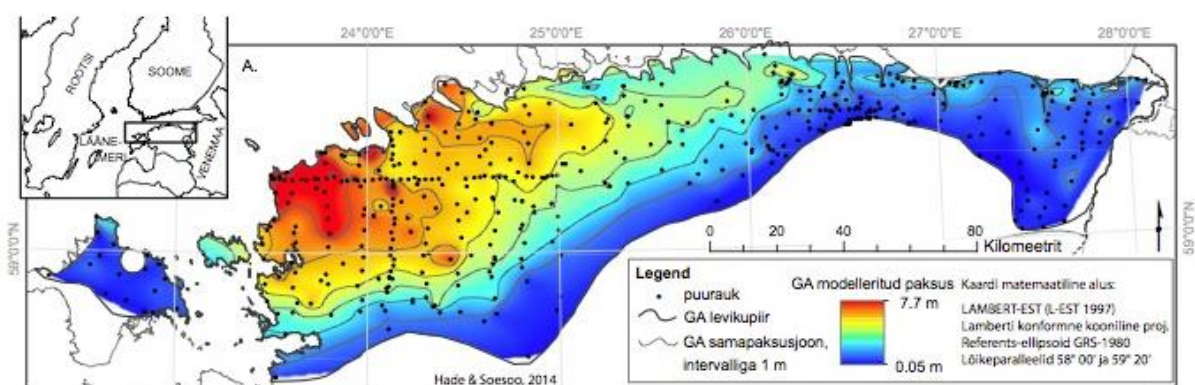 24°0'0"E
25°0'0"E
26°0'0"E
27°0'0"E
28°0'0"E
ROOTSI
SOOME
LÄÄNE-
MERI
VENEMAA
A.
59°0'0"N
59°0'0"N
0 20 40 80
Kilomeetrit
Legend
puurauk
GA levikupiir
GA samapaksusjoon,
intervalliga 1 m
GA modelleritud paksus
7.7 m
0.05 m
Kaardi matemaatiline alus:
LAMBERT-EST (L-EST 1997)
Lamberti konformne kooniline proj.
Referents-ellipsoid GRS-1980
Lõikeparalleelid 58° 00' ja 59° 20'
Hade & Soesoo, 2014